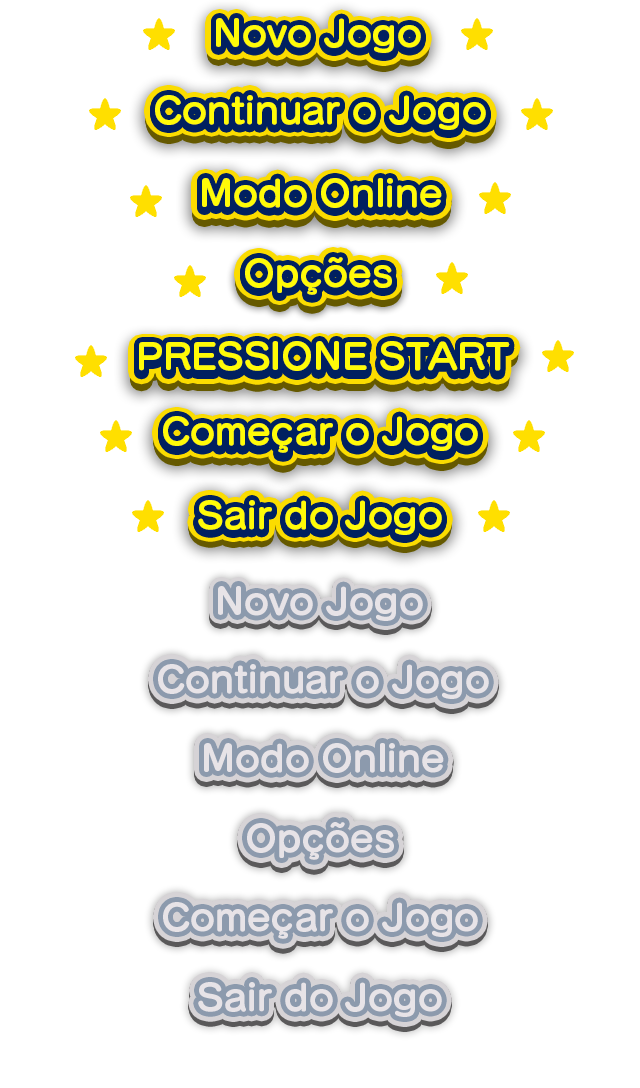 Novo Jogo
Continuar o Jogo
Modo Online
Opções
PRESSIONE START
Começar o Jogo
Sair do Jogo
Novo Jogo
Continuar o Jogo
Modo Online
Opções
Começar o Jogo
Sair do Jogo